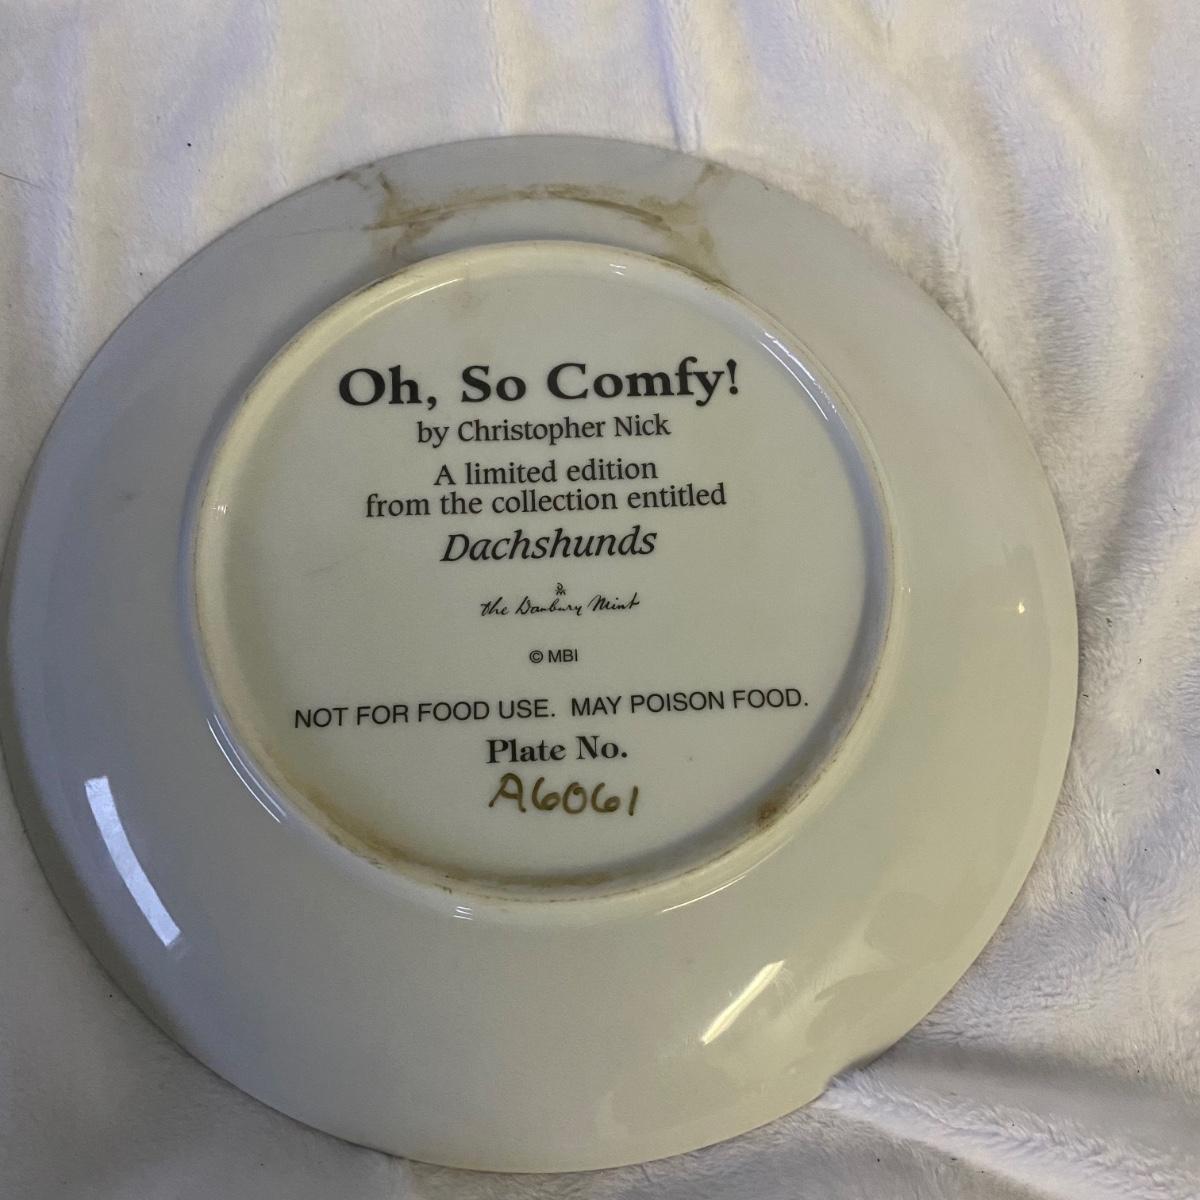 Oh, So Comfy!
by Christopher Nick
A limited edition
from the collection entitled
Dachshunds
the Danbury Mint
© MBI
NOT FOR FOOD USE. MAY POISON FOOD.
Plate No.
A6061